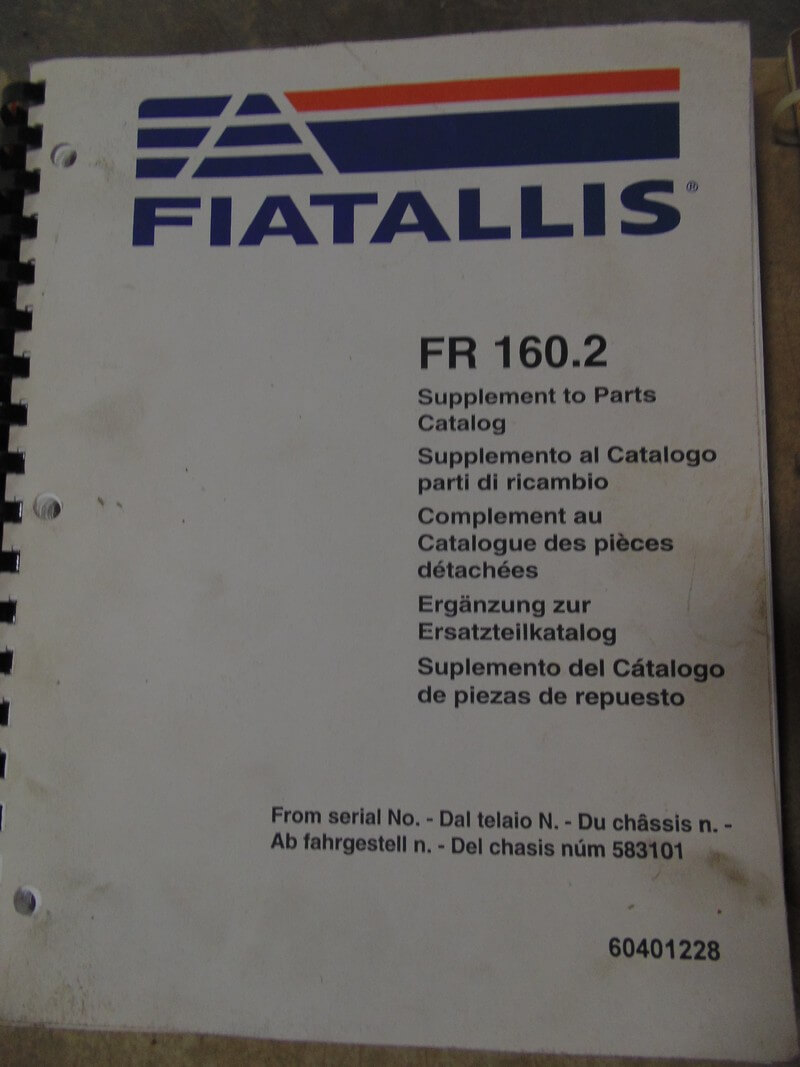 FIATALLIS®
FR 160.2
Supplement to Parts
Catalog
Supplemento al Catalogo
parti di ricambio
Complement au
Catalogue des pièces
détachées
Ergänzung zur
Ersatzteilkatalog
Suplemento del Cátalogo
de piezas de repuesto
From serial No. - Dal telaio N. - Du châssis n. -
Ab fahrgestell n. - Del chasis núm 583101
60401228